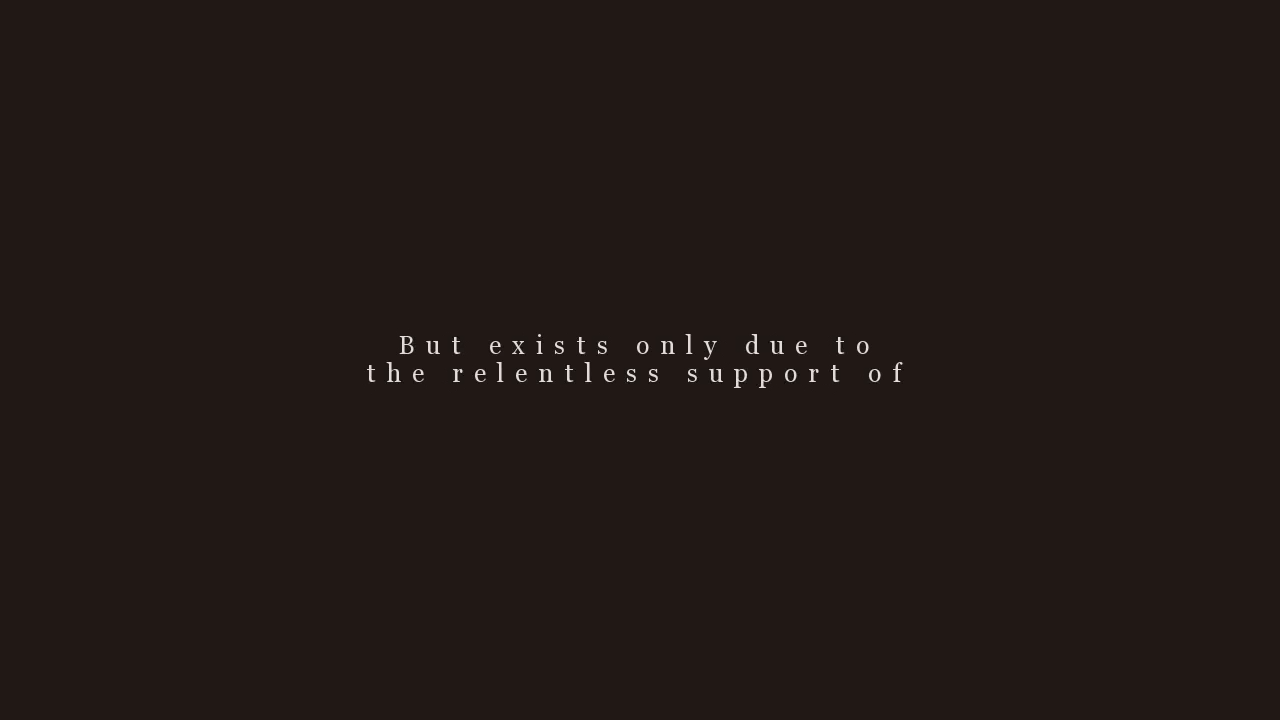 But exists only due to
the relentless support of